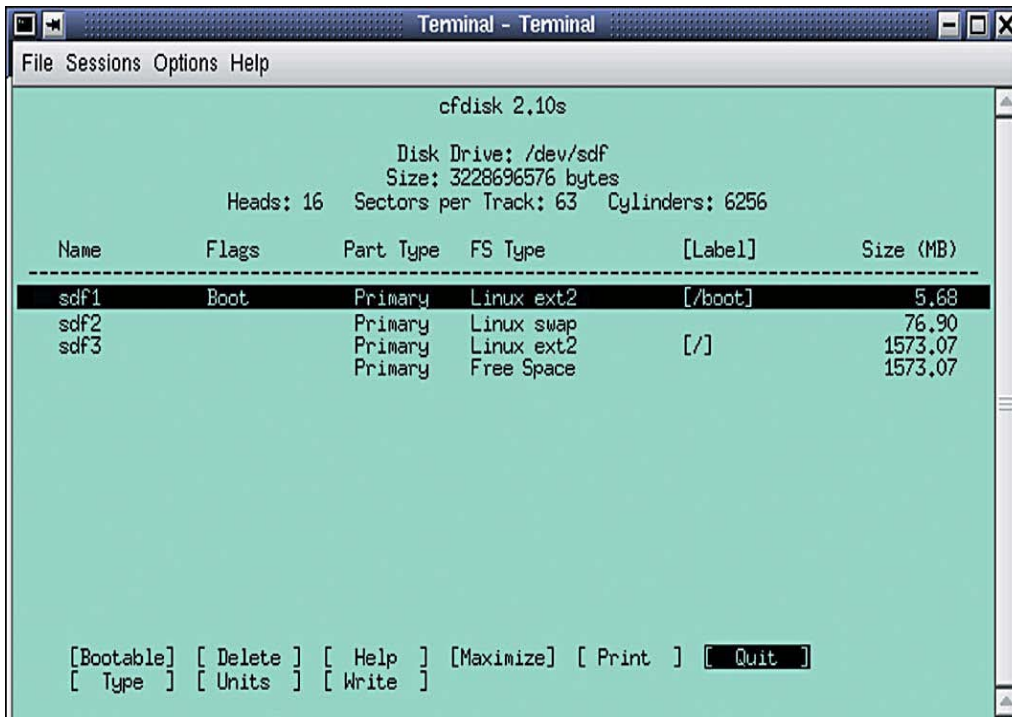 Terminal - Terminal
File Sessions Options Help
cfdisk 2.10s
Disk Drive: /dev/sdf
Size: 3228696576 bytes
Heads: 16 Sectors per Track: 63 Cylinders: 6256
Name Flags Part Type FS Type [Label] Size (MB)
sdf1 Boot Primary Linux ext2 [/boot] 5.68
sdf2 Primary Linux swap 76.90
sdf3 Primary Linux ext2 [/] 1573.07
Primary Free Space 1573.07
[Bootable] [ Delete ] [ Help ] [Maximize] [ Print ] [ Quit ]
[ Type ] [ Units ] [ Write ]